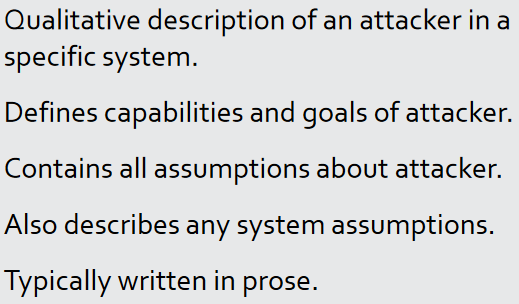 Qualitative description of an attacker in a
specific system.
Defines capabilities and goals of attacker.
Contains all assumptions about attacker.
Also describes any system assumptions.
Typically written in prose.